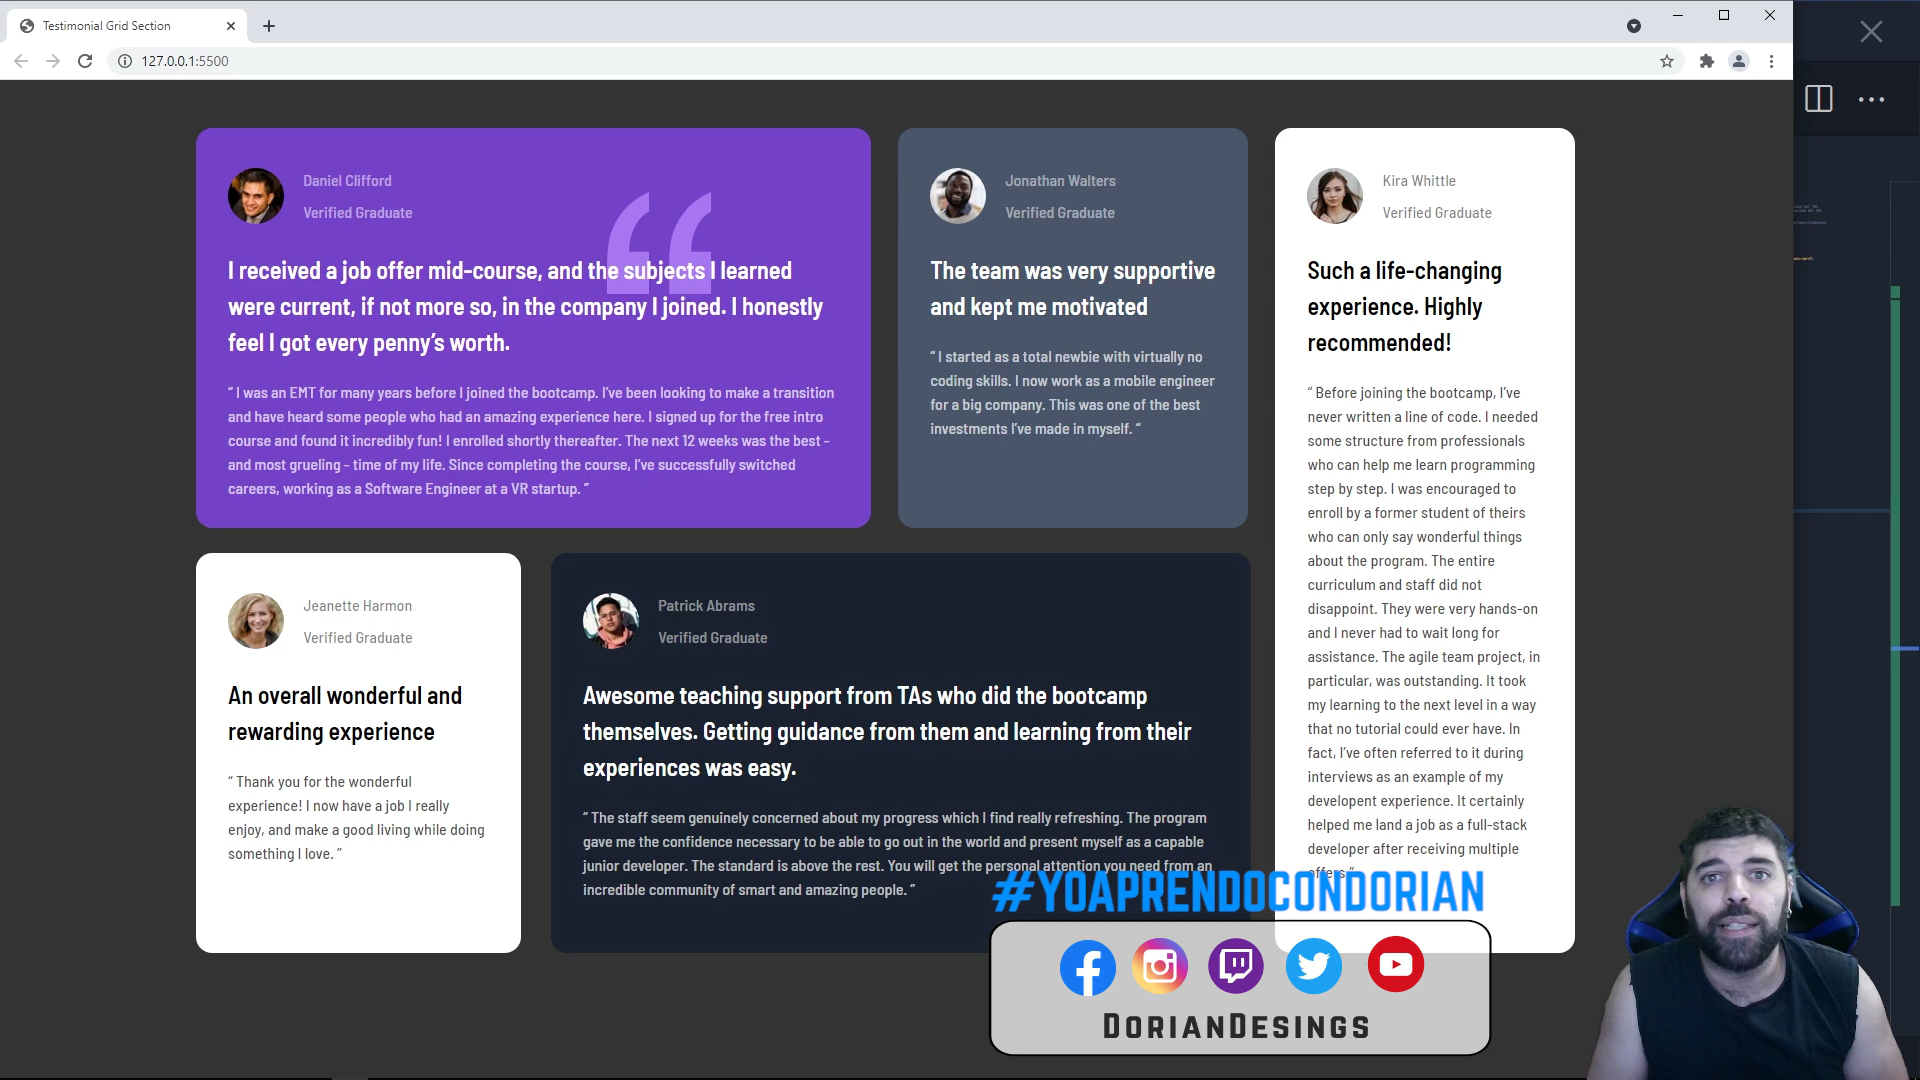 Testimonial Grid Section
127.0.0.1:5500
Daniel Clifford
Verified Graduate
I received a job offer mid-course, and the subjects I learned
were current, if not more so, in the company I joined. I honestly
feel I got every penny’s worth.
“ I was an EMT for many years before I joined the bootcamp. I’ve been looking to make a transition
and have heard some people who had an amazing experience here. I signed up for the free intro
course and found it incredibly fun! I enrolled shortly thereafter. The next 12 weeks was the best -
and most grueling - time of my life. Since completing the course, I’ve successfully switched
careers, working as a Software Engineer at a VR startup. “
Jonathan Walters
Verified Graduate
The team was very supportive
and kept me motivated
“ I started as a total newbie with virtually no
coding skills. I now work as a mobile engineer
for a big company. This was one of the best
investments I’ve made in myself. “
Kira Whittle
Verified Graduate
Such a life-changing
experience. Highly
recommended!
“ Before joining the bootcamp, I’ve
never written a line of code. I needed
some structure from professionals
who can help me learn programming
step by step. I was encouraged to
enroll by a former student of theirs
who can only say wonderful things
about the program. The entire
curriculum and staff did not
disappoint. They were very hands-on
and I never had to wait long for
assistance. The agile team project, in
particular, was outstanding. It took
my learning to the next level in a way
that no tutorial could ever have. In
fact, I’ve often referred to it during
interviews as an example of my
developent experience. It certainly
helped me land a job as a full-stack
developer after receiving multiple
offers. “
Jeanette Harmon
Verified Graduate
An overall wonderful and
rewarding experience
“ Thank you for the wonderful
experience! I now have a job I really
enjoy, and make a good living while doing
something I love. ”
Patrick Abrams
Verified Graduate
Awesome teaching support from TAs who did the bootcamp
themselves. Getting guidance from them and learning from their
experiences was easy.
“ The staff seem genuinely concerned about my progress which I find really refreshing. The program
gave me the confidence necessary to be able to go out in the world and present myself as a capable
junior developer. The standard is above the rest. You will get the personal attention you need from an
incredible community of smart and amazing people. ”
#YOAPRENDOCONDORIAN
DORIANDESINGS